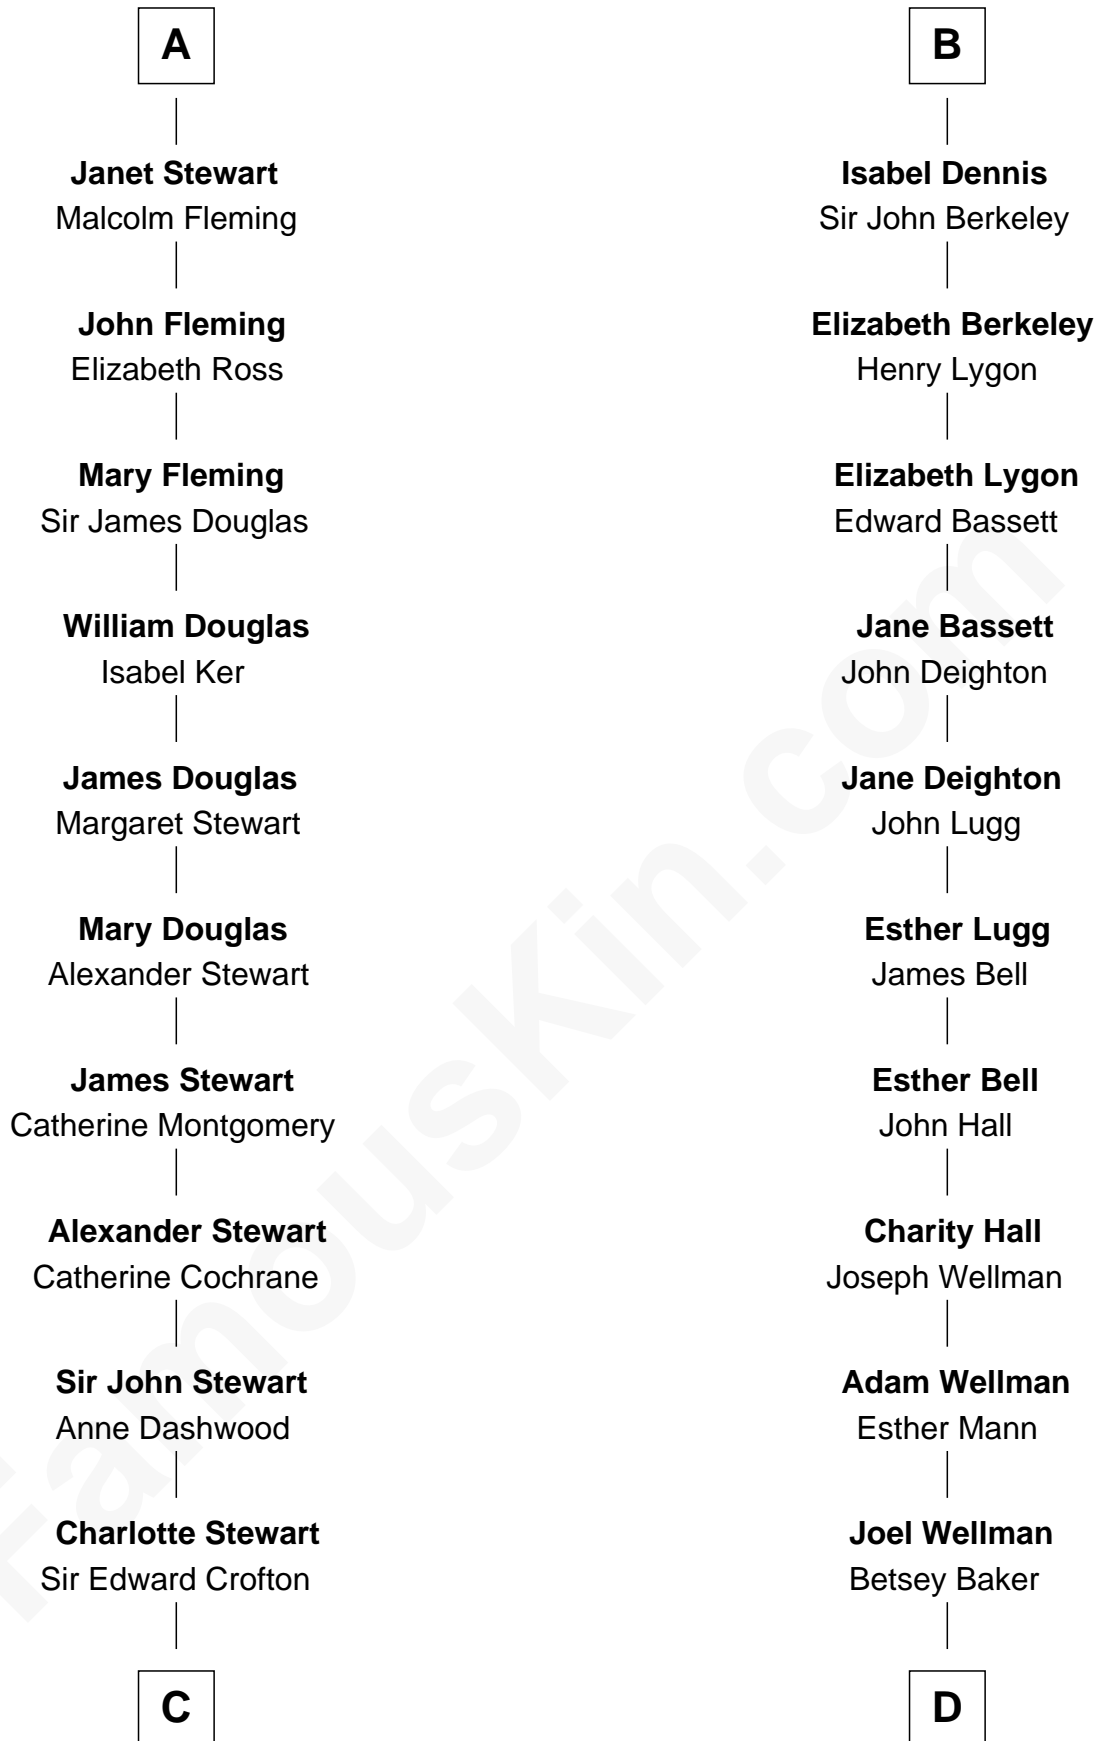 A
Janet Stewart
Malcolm Fleming
John Fleming
Elizabeth Ross
Mary Fleming
Sir James Douglas
William Douglas
Isabel Ker
James Douglas
Margaret Stewart
Mary Douglas
Alexander Stewart
James Stewart
Catherine Montgomery
Alexander Stewart
Catherine Cochrane
Sir John Stewart
Anne Dashwood
Charlotte Stewart
Sir Edward Crofton
C
B
Isabel Dennis
Sir John Berkeley
Elizabeth Berkeley
Henry Lygon
Elizabeth Lygon
Edward Bassett
Jane Bassett
John Deighton
Jane Deighton
John Lugg
Esther Lugg
James Bell
Esther Bell
John Hall
Charity Hall
Joseph Wellman
Adam Wellman
Esther Mann
Joel Wellman
Betsey Baker
D
FamousKin.com